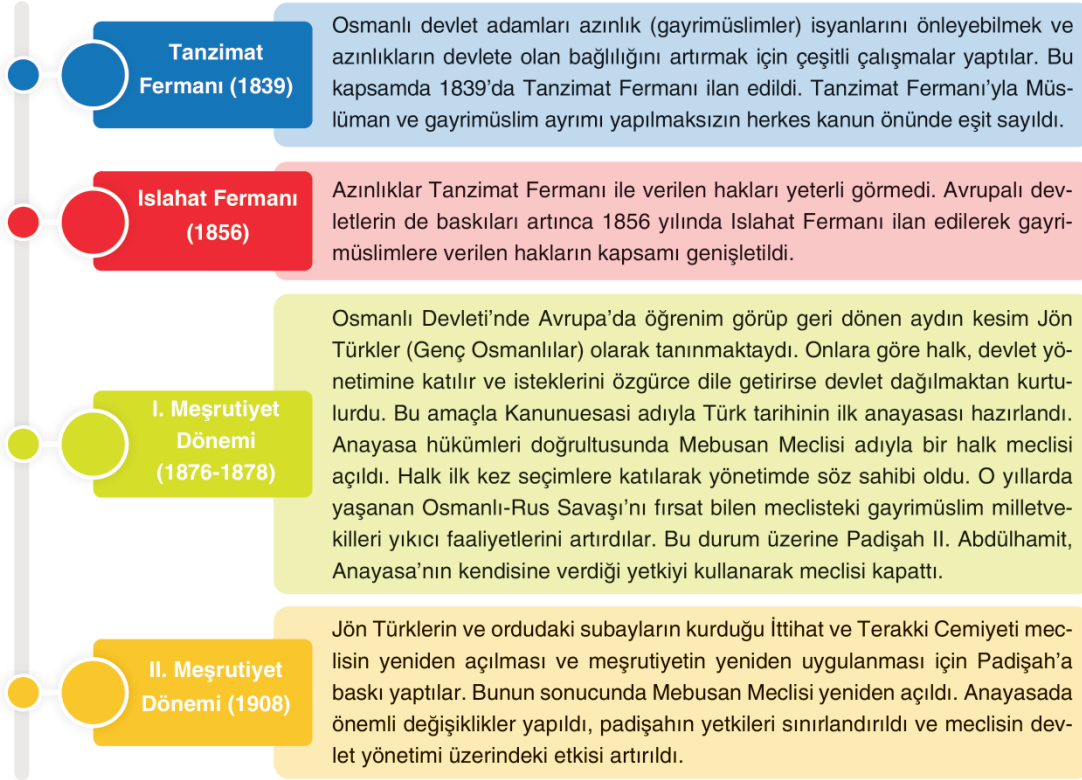 Tanzimat
Fermanı (1839)
Osmanlı devlet adamları azınlık (gayrimüslimler) isyanlarını önleyebilmek ve
azınlıkların devlete olan bağlılığını artırmak için çeşitli çalışmalar yaptılar. Bu
kapsamda 1839’da Tanzimat Fermanı ilan edildi. Tanzimat Fermanı’yla Müs-
lüman ve gayrimüslim ayrımı yapılmaksızın herkes kanun önünde eşit sayıldı.
Islahat Fermanı
(1856)
Azınlıklar Tanzimat Fermanı ile verilen hakları yeterli görmedi. Avrupalı dev-
letlerin de baskıları artınca 1856 yılında Islahat Fermanı ilan edilerek gayri-
müslimlere verilen hakların kapsamı genişletildi.
I. Meşrutiyet
Dönemi
(1876-1878)
Osmanlı Devleti’nde Avrupa’da öğrenim görüp geri dönen aydın kesim Jön
Türkler (Genç Osmanlılar) olarak tanınmaktaydı. Onlara göre halk, devlet yö-
netimine katılır ve isteklerini özgürce dile getirirse devlet dağılmaktan kurtu-
lurdu. Bu amaçla Kanunuesasi adıyla Türk tarihinin ilk anayasası hazırlandı.
Anayasa hükümleri doğrultusunda Mebusan Meclisi adıyla bir halk meclisi
açıldı. Halk ilk kez seçimlere katılarak yönetimde söz sahibi oldu. O yıllarda
yaşanan Osmanlı-Rus Savaşı’nı fırsat bilen meclisteki gayrimüslim milletve-
killeri yıkıcı faaliyetlerini artırdılar. Bu durum üzerine Padişah II. Abdülhamit,
Anayasa’nın kendisine verdiği yetkiyi kullanarak meclisi kapattı.
II. Meşrutiyet
Dönemi (1908)
Jön Türklerin ve ordudaki subayların kurduğu İttihat ve Terakki Cemiyeti mec-
lisin yeniden açılması ve meşrutiyetin yeniden uygulanması için Padişah’a
baskı yaptılar. Bunun sonucunda Mebusan Meclisi yeniden açıldı. Anayasada
önemli değişiklikler yapıldı, padişahın yetkileri sınırlandırıldı ve meclisin dev-
let yönetimi üzerindeki etkisi artırıldı.